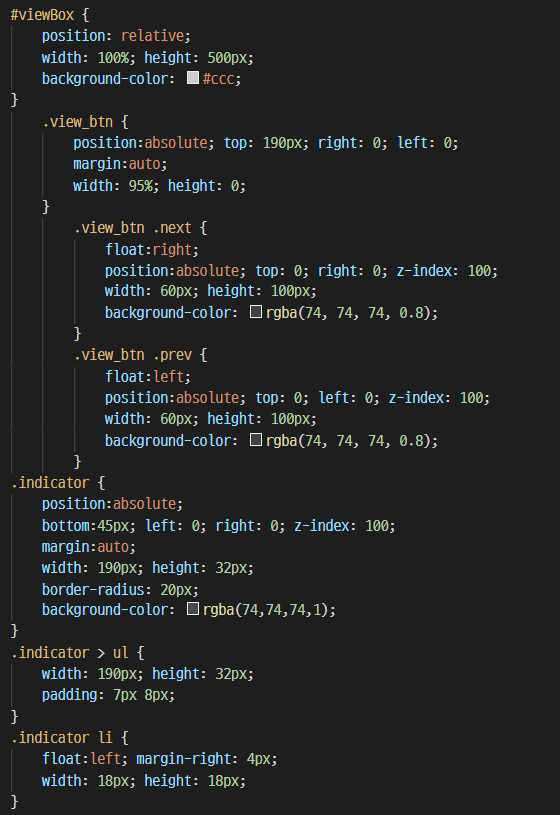 #viewBox {
    position: relative;
    width: 100%; height: 500px;
    background-color: #ccc;
}
    .view_btn {
        position:absolute; top: 190px; right: 0; left: 0;
        margin:auto;
        width: 95%; height: 0;
    }
        .view_btn .next {
            float:right;
            position:absolute; top: 0; right: 0; z-index: 100;
            width: 60px; height: 100px;
            background-color: rgba(74, 74, 74, 0.8);
        }
        .view_btn .prev {
            float:left;
            position:absolute; top: 0; left: 0; z-index: 100;
            width: 60px; height: 100px;
            background-color: rgba(74, 74, 74, 0.8);
        }
.indicator {
    position:absolute;
    bottom:45px; left: 0; right: 0; z-index: 100;
    margin:auto;
    width: 190px; height: 32px;
    border-radius: 20px;
    background-color: rgba(74,74,74,1);
}
.indicator > ul {
    width: 190px; height: 32px;
    padding: 7px 8px;
}
.indicator li {
    float:left; margin-right: 4px;
    width: 18px; height: 18px;
}